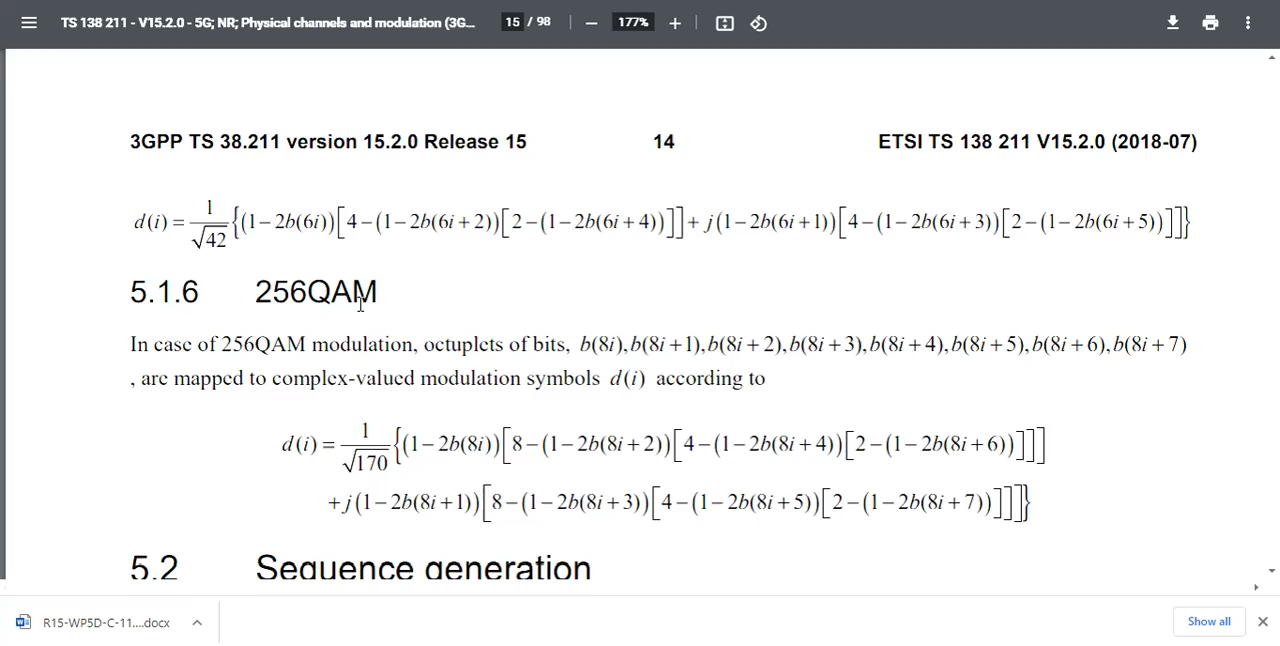 TS 138 211 - V15.2.0 - 5G; NR; Physical channels and modulation (3G... 15 / 98 − 177% +
3GPP TS 38.211 version 15.2.0 Release 15 14 ETSI TS 138 211 V15.2.0 (2018-07)
d(i) = 1/√42 {(1−2b(6i))[4−(1−2b(6i+2))[2−(1−2b(6i+4))]]+ j(1−2b(6i+1))[4−(1−2b(6i+3))[2−(1−2b(6i+5))]]}
5.1.6 256QAM
In case of 256QAM modulation, octuplets of bits, b(8i),b(8i+1),b(8i+2),b(8i+3),b(8i+4),b(8i+5),b(8i+6),b(8i+7)
, are mapped to complex-valued modulation symbols d(i) according to
d(i) = 1/√170 {(1−2b(8i))[8−(1−2b(8i+2))[4−(1−2b(8i+4))[2−(1−2b(8i+6))]]]
+j(1−2b(8i+1))[8−(1−2b(8i+3))[4−(1−2b(8i+5))[2−(1−2b(8i+7))]]]}
5.2 Sequence generation
R15-WP5D-C-11....docx Show all